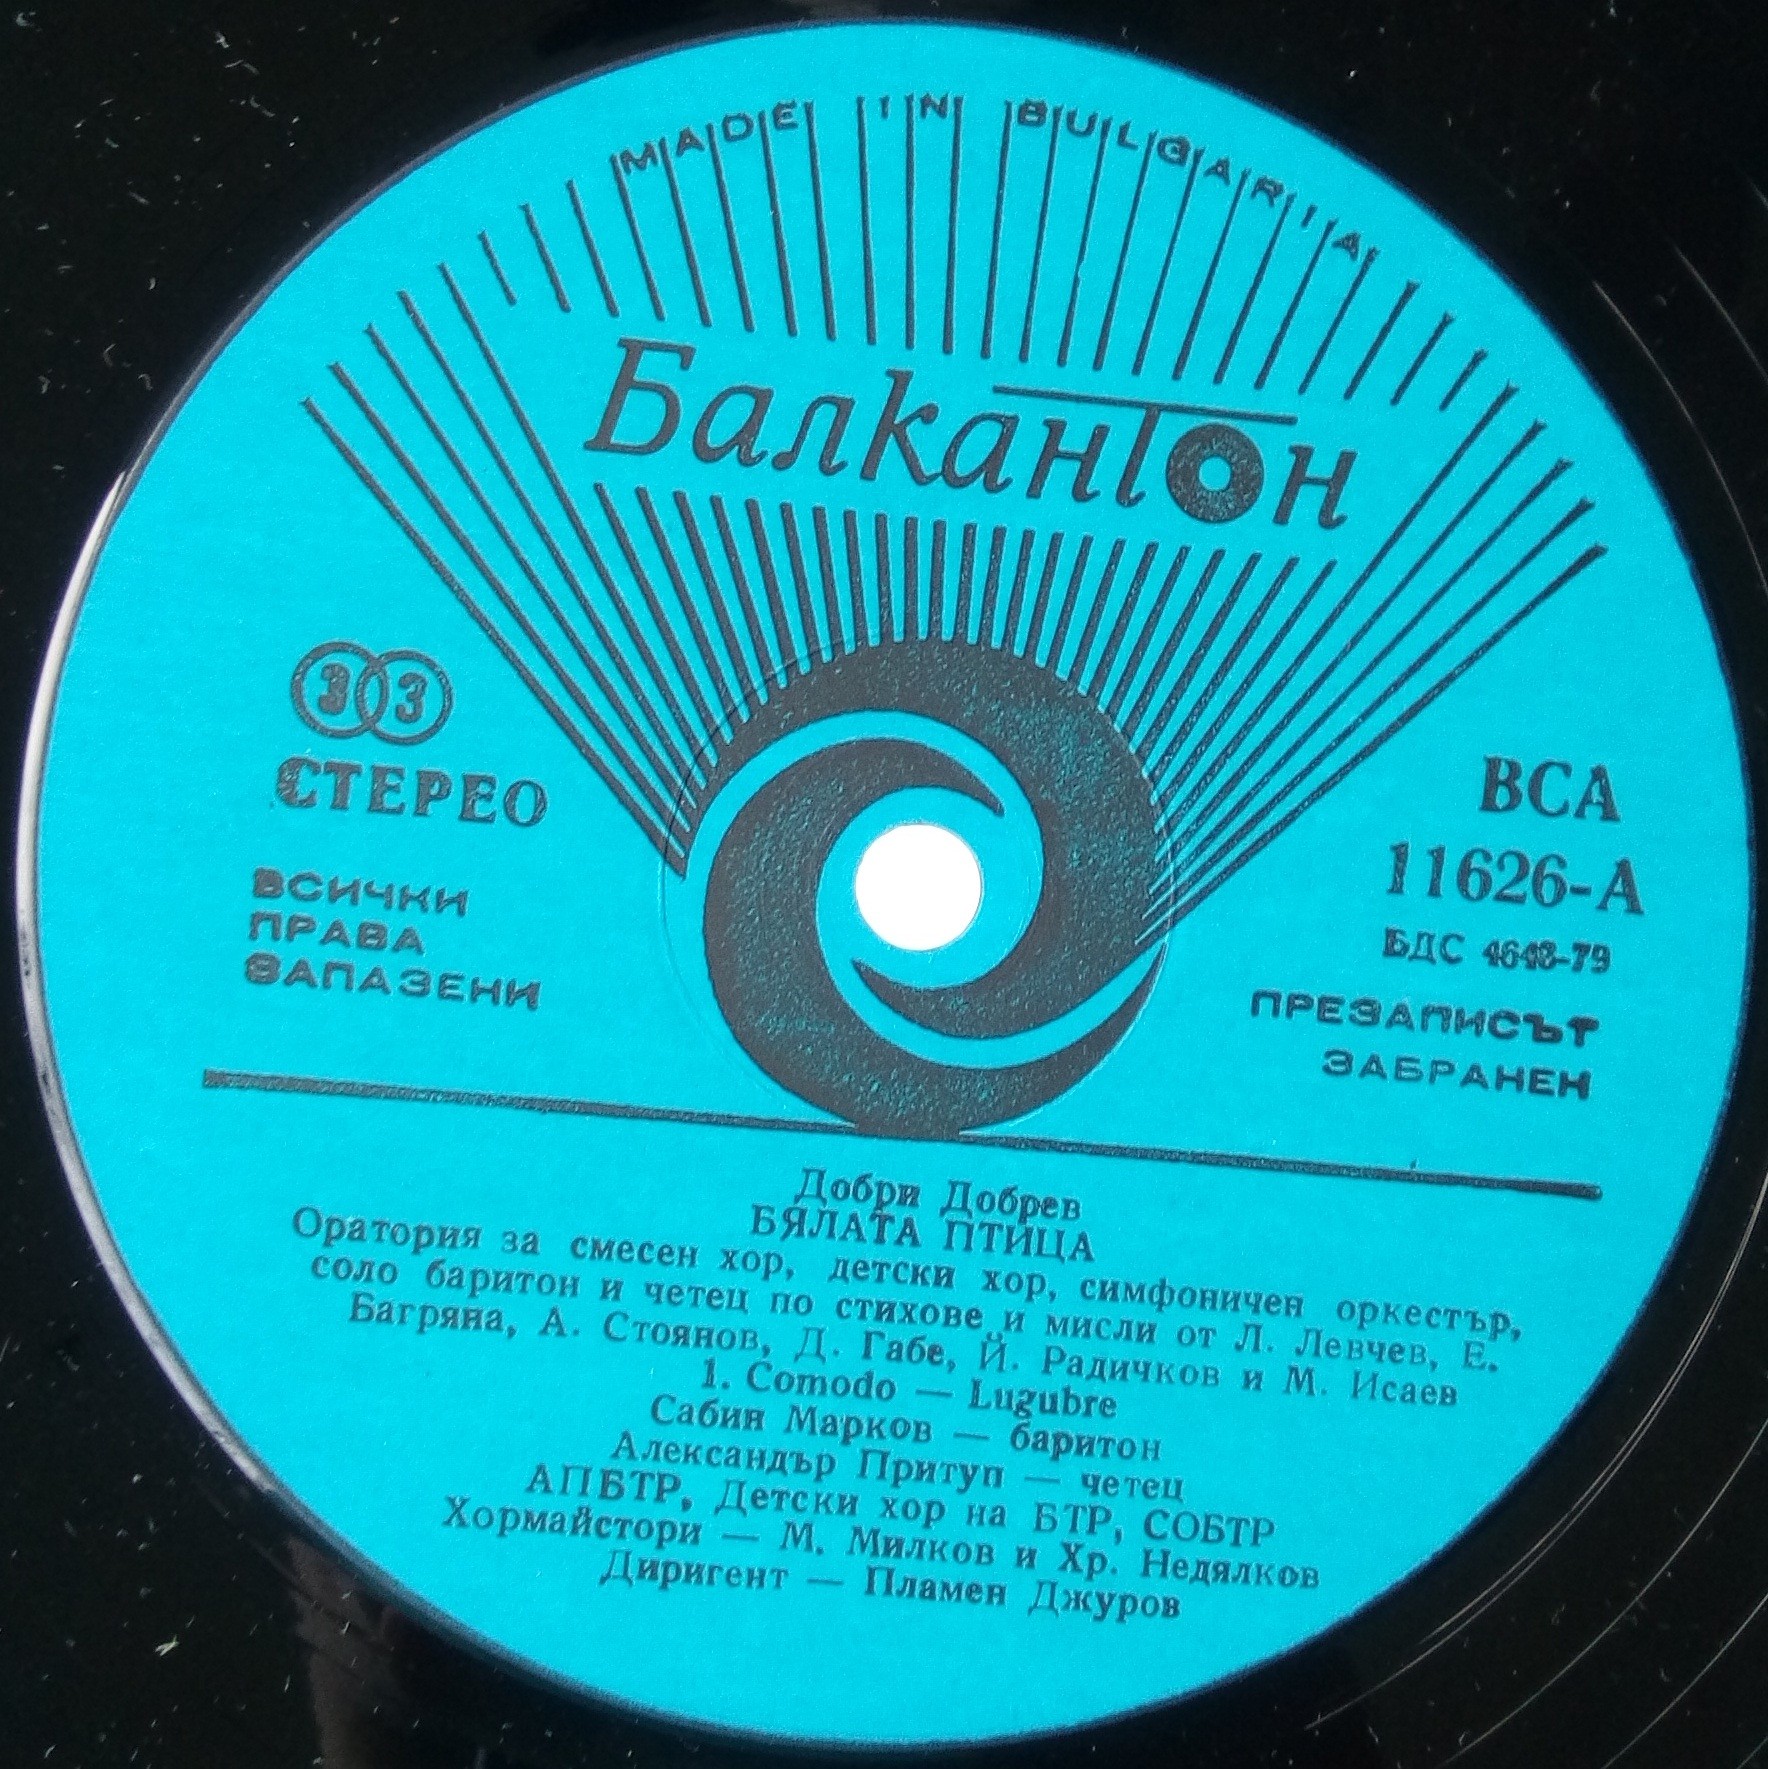 MADE IN BULGARIA
Балкантон
33
СТЕРЕО
ВСИЧКИ
ПРАВА
ЗАПАЗЕНИ
ВСА
11626-А
БДС 4643-79
ПРЕЗАПИСЪТ
ЗАБРАНЕН
Добри Добрев
БЯЛАТА ПТИЦА
Оратория за смесен хор, детски хор, симфоничен оркестър,
соло баритон и четец по стихове и мисли от Л. Левчев, Е.
Багряна, А. Стоянов, Д. Габе, Й. Радичков и М. Исаев
1. Comodo — Lugubre
Сабин Марков — баритон
Александър Притуп — четец
АПБТР, Детски хор на БТР, СОБТР
Хормайстори — М. Милков и Хр. Недялков
Диригент — Пламен Джуров